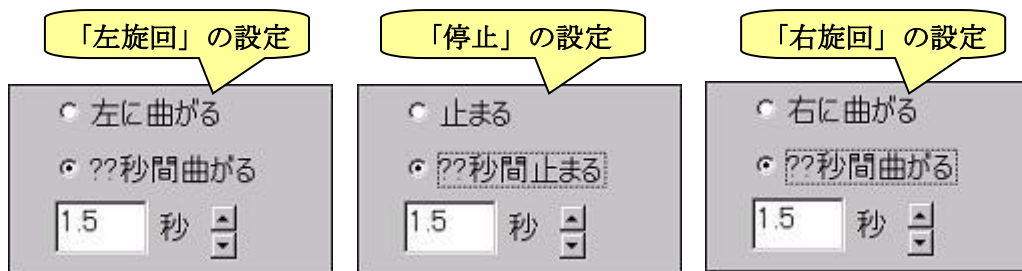 「左旋回」の設定
左に曲がる
??秒間曲がる
1.5 秒
「停止」の設定
止まる
??秒間止まる
1.5 秒
「右旋回」の設定
右に曲がる
??秒間曲がる
1.5 秒